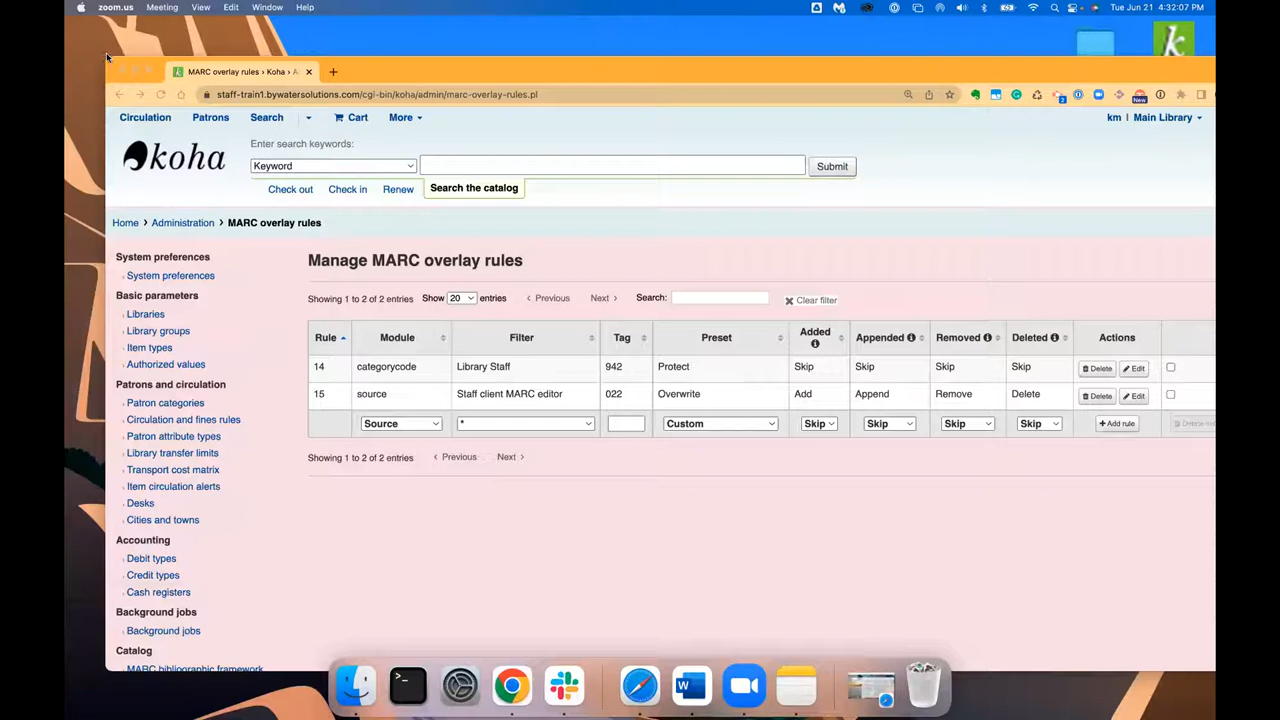 zoom.us Meeting View Edit Window Help Tue Jun 21 4:32:07 PM
MARC overlay rules › Koha ›
staff-train1.bywatersolutions.com/cgi-bin/koha/admin/marc-overlay-rules.pl
New
Circulation Patrons Search Cart More km Main Library
koha
Enter search keywords:
Keyword Submit
Check out Check in Renew Search the catalog
Home › Administration › MARC overlay rules
System preferences
System preferences
Basic parameters
Libraries
Library groups
Item types
Authorized values
Patrons and circulation
Patron categories
Circulation and fines rules
Patron attribute types
Library transfer limits
Transport cost matrix
Item circulation alerts
Desks
Cities and towns
Accounting
Debit types
Credit types
Cash registers
Background jobs
Background jobs
Catalog
MARC bibliographic framework
Manage MARC overlay rules
Showing 1 to 2 of 2 entries Show 20 entries Previous Next Search: Clear filter
Rule Module Filter Tag Preset Added Appended Removed Deleted Actions
14 categorycode Library Staff 942 Protect Skip Skip Skip Skip Delete Edit
15 source Staff client MARC editor 022 Overwrite Add Append Remove Delete Delete Edit
Source * Custom Skip Skip Skip Skip +Add rule
Showing 1 to 2 of 2 entries Previous Next